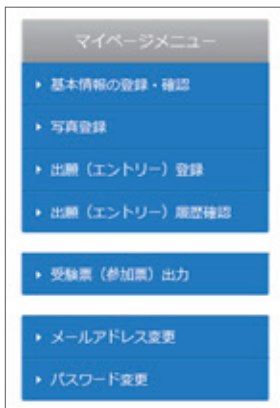 マイページメニュー
基本情報の登録・確認
写真登録
出願（エントリー）登録
出願（エントリー）履歴確認
受験票（参加票）出力
メールアドレス変更
パスワード変更